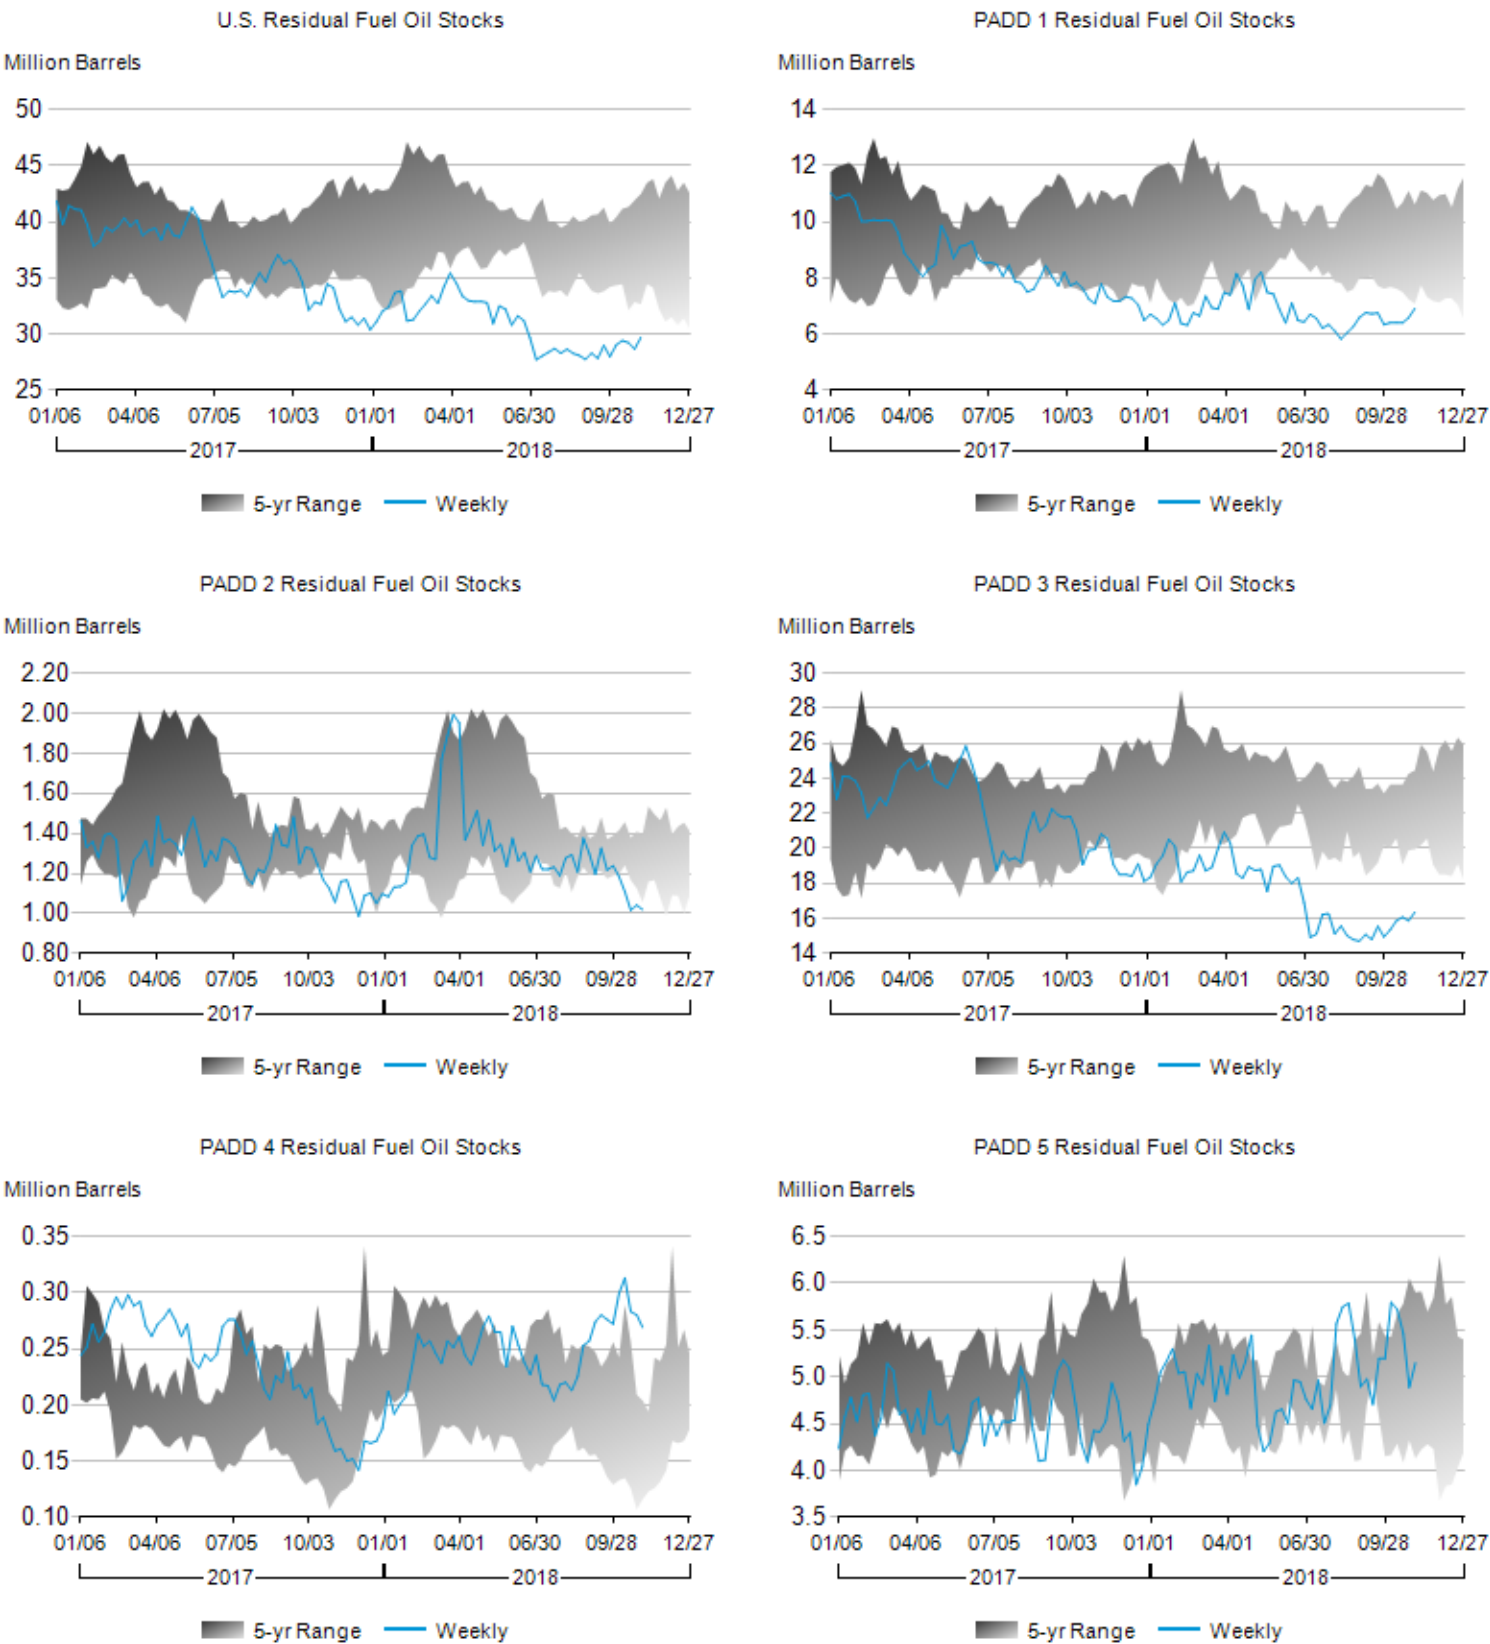 U.S. Residual Fuel Oil Stocks
Million Barrels
50
45
40
35
30
25
01/06 04/06 07/05 10/03 01/01 04/01 06/30 09/28 12/27
2017 2018
5-yr Range Weekly
PADD 1 Residual Fuel Oil Stocks
Million Barrels
14
12
10
8
6
4
01/06 04/06 07/05 10/03 01/01 04/01 06/30 09/28 12/27
2017 2018
5-yr Range Weekly
PADD 2 Residual Fuel Oil Stocks
Million Barrels
2.20
2.00
1.80
1.60
1.40
1.20
1.00
0.80
01/06 04/06 07/05 10/03 01/01 04/01 06/30 09/28 12/27
2017 2018
5-yr Range Weekly
PADD 3 Residual Fuel Oil Stocks
Million Barrels
30
28
26
24
22
20
18
16
14
01/06 04/06 07/05 10/03 01/01 04/01 06/30 09/28 12/27
2017 2018
5-yr Range Weekly
PADD 4 Residual Fuel Oil Stocks
Million Barrels
0.35
0.30
0.25
0.20
0.15
0.10
01/06 04/06 07/05 10/03 01/01 04/01 06/30 09/28 12/27
2017 2018
5-yr Range Weekly
PADD 5 Residual Fuel Oil Stocks
Million Barrels
6.5
6.0
5.5
5.0
4.5
4.0
3.5
01/06 04/06 07/05 10/03 01/01 04/01 06/30 09/28 12/27
2017 2018
5-yr Range Weekly